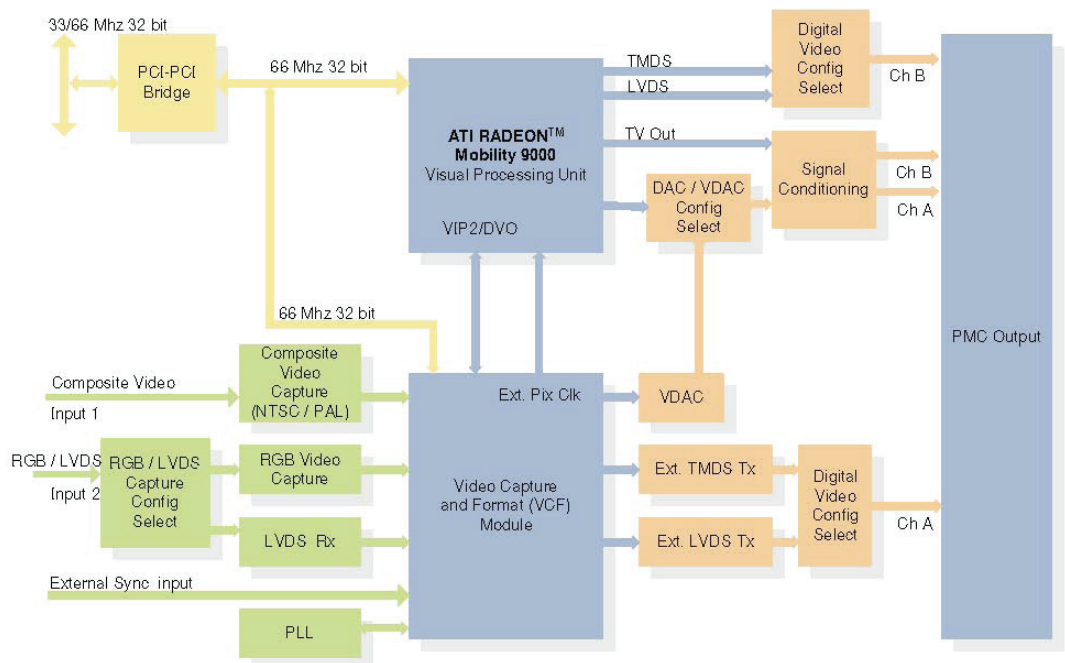 33/66 Mhz 32 bit
PCI-PCI
Bridge
66 Mhz 32 bit
ATI RADEON™
Mobility 9000
Visual Processing Unit
VIP2/DVO
TMDS
LVDS
TV Out
Digital
Video
Config
Select
Ch B
DAC / VDAC
Config
Select
Signal
Conditioning
Ch B
Ch A
PMC Output
66 Mhz 32 bit
Composite Video
Input 1
Composite
Video
Capture
(NTSC / PAL)
RGB / LVDS
Input 2
RGB / LVDS
Capture
Config
Select
RGB Video
Capture
LVDS Rx
External Sync input
PLL
Ext. Pix Clk
Video Capture
and Format (VCF)
Module
VDAC
Ext. TMDS Tx
Ext. LVDS Tx
Digital
Video
Config
Select
Ch A